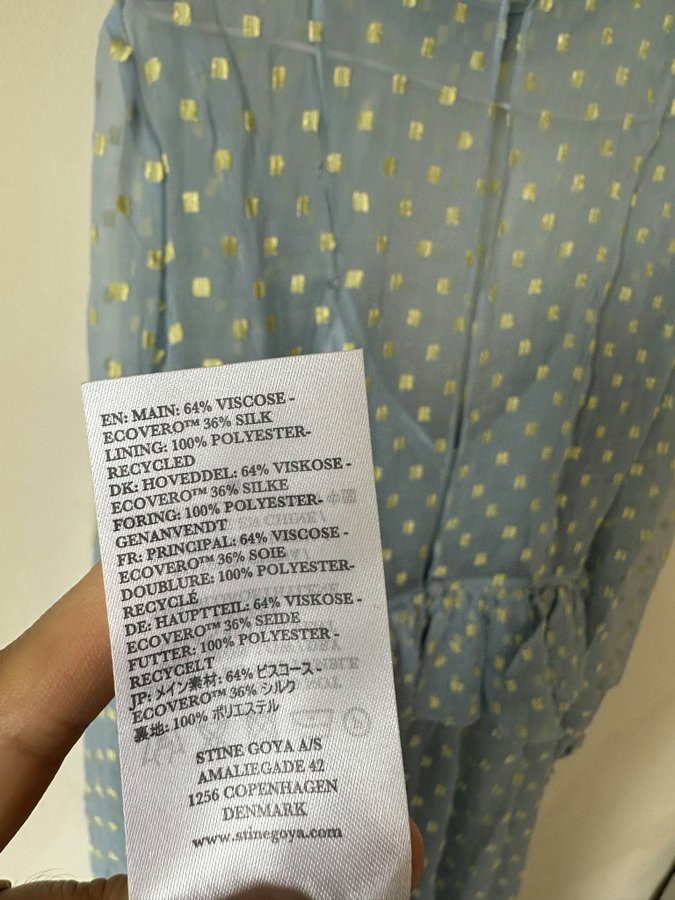 EN: MAIN: 64% VISCOSE -
ECOVERO™ 36% SILK
LINING: 100% POLYESTER-
RECYCLED
DK: HOVEDDEL: 64% VISKOSE -
ECOVERO™ 36% SILKE
FORING: 100% POLYESTER-
GENANVENDT
FR: PRINCIPAL: 64% VISCOSE -
ECOVERO™ 36% SOIE
DOUBLURE: 100% POLYESTER-
RECYCLÉ
DE: HAUPTTEIL: 64% VISKOSE -
ECOVERO™ 36% SEIDE
FUTTER: 100% POLYESTER -
RECYCELT
JP: メイン素材: 64% ビスコース -
ECOVERO™ 36% シルク
裏地: 100% ポリエステル
STINE GOYA A/S
AMALIEGADE 42
1256 COPENHAGEN
DENMARK
www.stinegoya.com